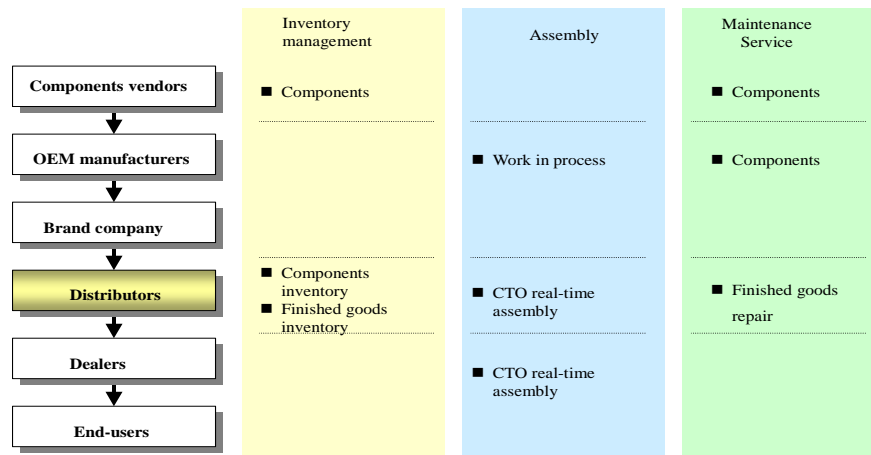 Inventory
management
Assembly
Maintenance
Service
Components vendors
■ Components
■ Components
OEM manufacturers
■ Work in process
■ Components
Brand company
Distributors
■ Components
inventory
■ Finished goods
inventory
■ CTO real-time
assembly
■ Finished goods
repair
Dealers
■ CTO real-time
assembly
End-users